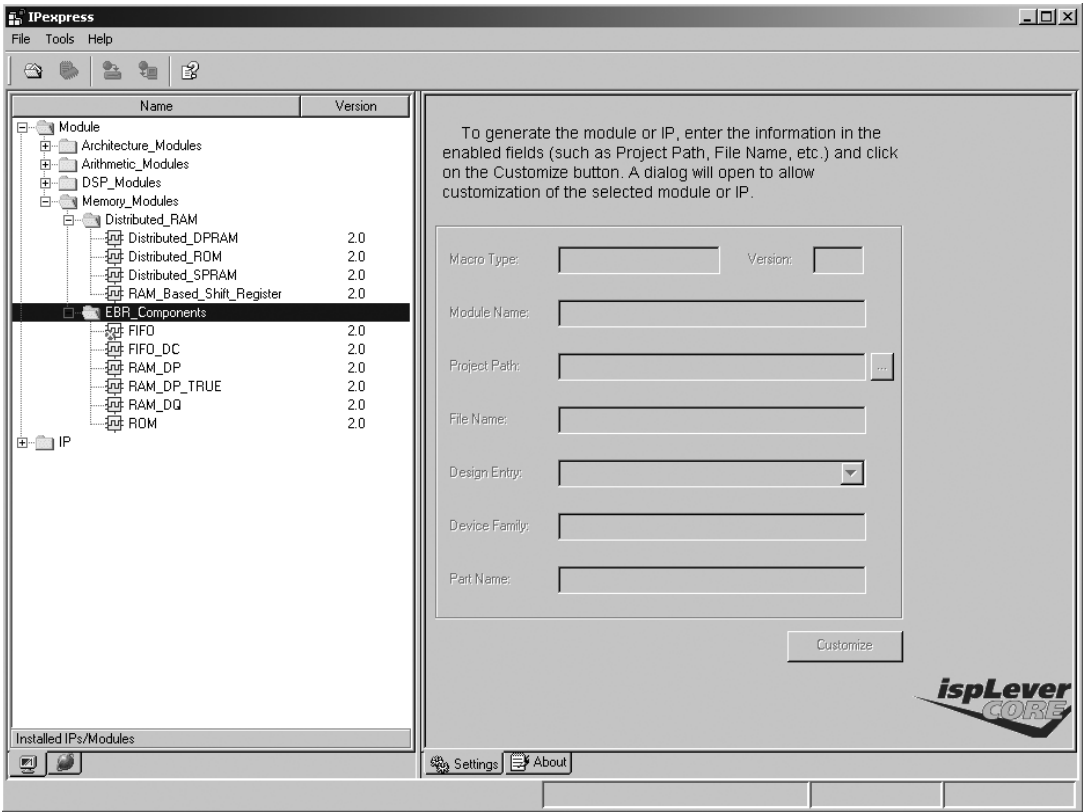 IPexpress
File Tools Help
Name Version
Module
Architecture_Modules
Arithmetic_Modules
DSP_Modules
Memory_Modules
Distributed_RAM
Distributed_DPRAM 2.0
Distributed_ROM 2.0
Distributed_SPRAM 2.0
RAM_Based_Shift_Register 2.0
EBR_Components
FIFO 2.0
FIFO_DC 2.0
RAM_DP 2.0
RAM_DP_TRUE 2.0
RAM_DQ 2.0
ROM 2.0
IP
Installed IPs/Modules
To generate the module or IP, enter the information in the
enabled fields (such as Project Path, File Name, etc.) and click
on the Customize button. A dialog will open to allow
customization of the selected module or IP.
Macro Type: Version:
Module Name:
Project Path: ...
File Name:
Design Entry:
Device Family:
Part Name:
Customize
ispLever
CORE
Settings About